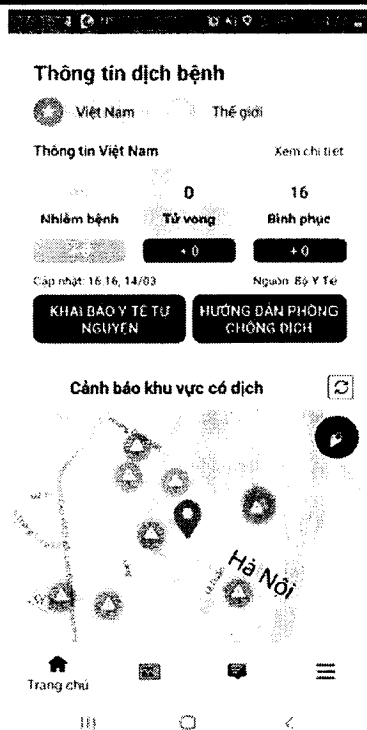 Thông tin dịch bệnh
Việt Nam Thế giới
Thông tin Việt Nam Xem chi tiết
0 16
Nhiễm bệnh Tử vong Bình phục
+ 0 + 0
Cập nhật: 16:16, 14/03 Nguồn: Bộ Y Tế
KHAI BÁO Y TẾ TỰ NGUYỆN
HƯỚNG DẪN PHÒNG CHỐNG DỊCH
Cảnh báo khu vực có dịch
Hà Nội
Trang chủ